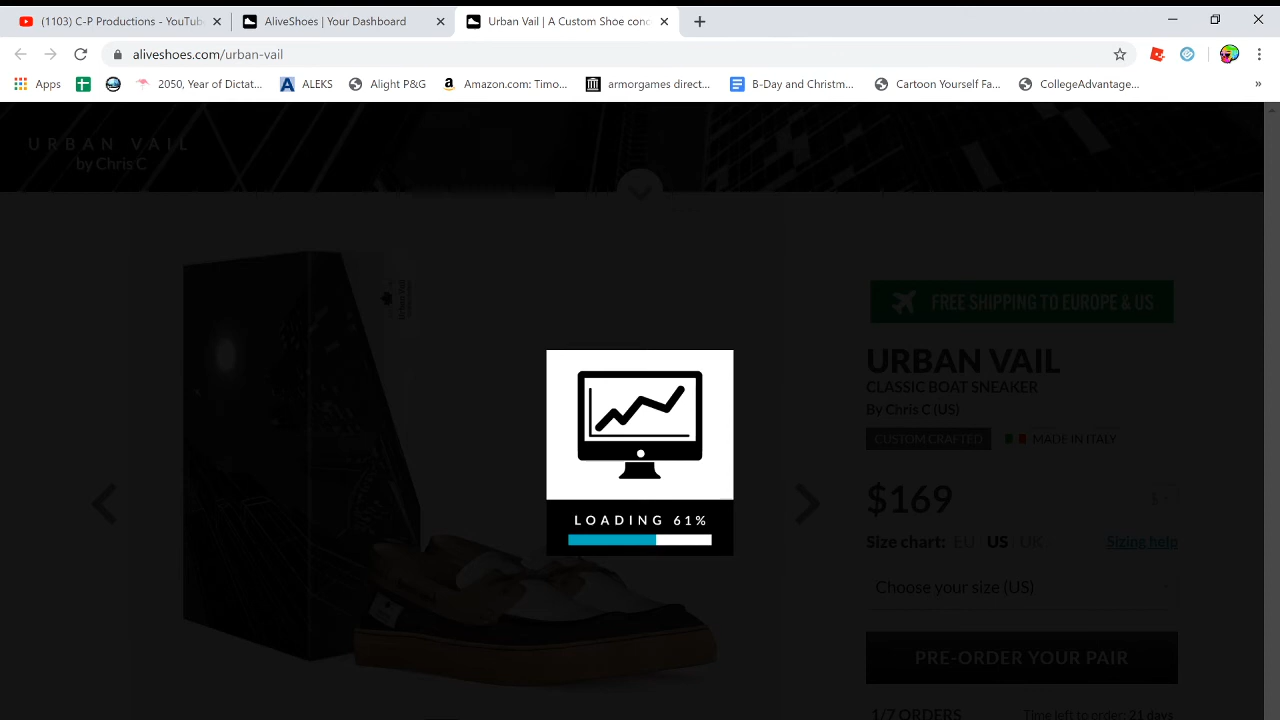 (1103) C-P Productions - YouTube
AliveShoes | Your Dashboard
Urban Vail | A Custom Shoe conc
aliveshoes.com/urban-vail
Apps
2050, Year of Dictat...
ALEKS
Alight P&G
Amazon.com: Timo...
armorgames direct...
B-Day and Christm...
Cartoon Yourself Fa...
CollegeAdvantage...
»
URBAN VAIL
by Chris C
FREE SHIPPING TO EUROPE & US
URBAN VAIL
CLASSIC BOAT SNEAKER
By Chris C (US)
CUSTOM CRAFTED MADE IN ITALY
$169
Size chart: EU US UK Sizing help
LOADING 61%
Choose your size (US)
PRE-ORDER YOUR PAIR
1/7 ORDERS Time left to order: 21 days